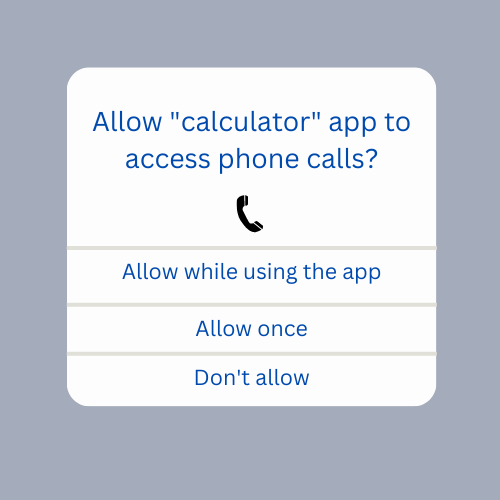 Allow "calculator" app to
access phone calls?
Allow while using the app
Allow once
Don't allow